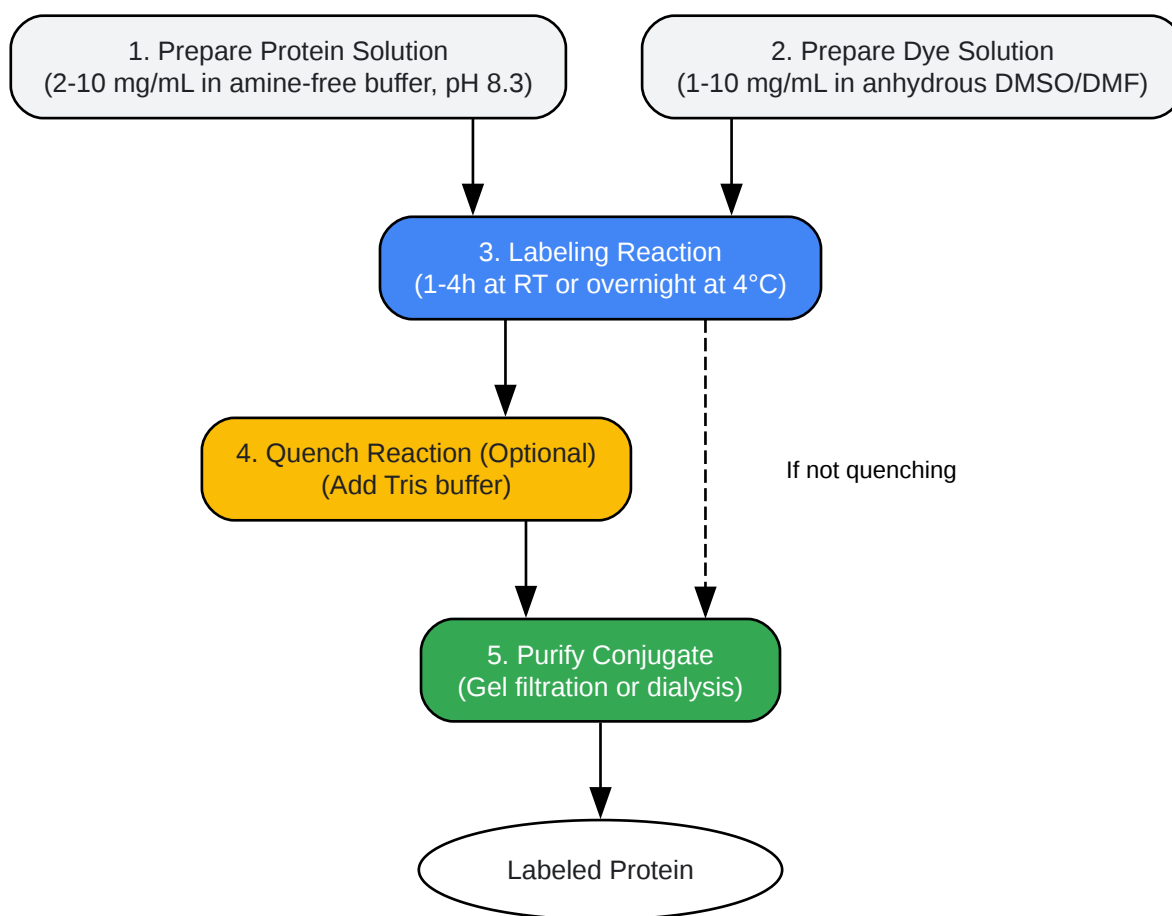 1. Prepare Protein Solution
(2-10 mg/mL in amine-free buffer, pH 8.3)
2. Prepare Dye Solution
(1-10 mg/mL in anhydrous DMSO/DMF)
3. Labeling Reaction
(1-4h at RT or overnight at 4°C)
4. Quench Reaction (Optional)
(Add Tris buffer)
If not quenching
5. Purify Conjugate
(Gel filtration or dialysis)
Labeled Protein